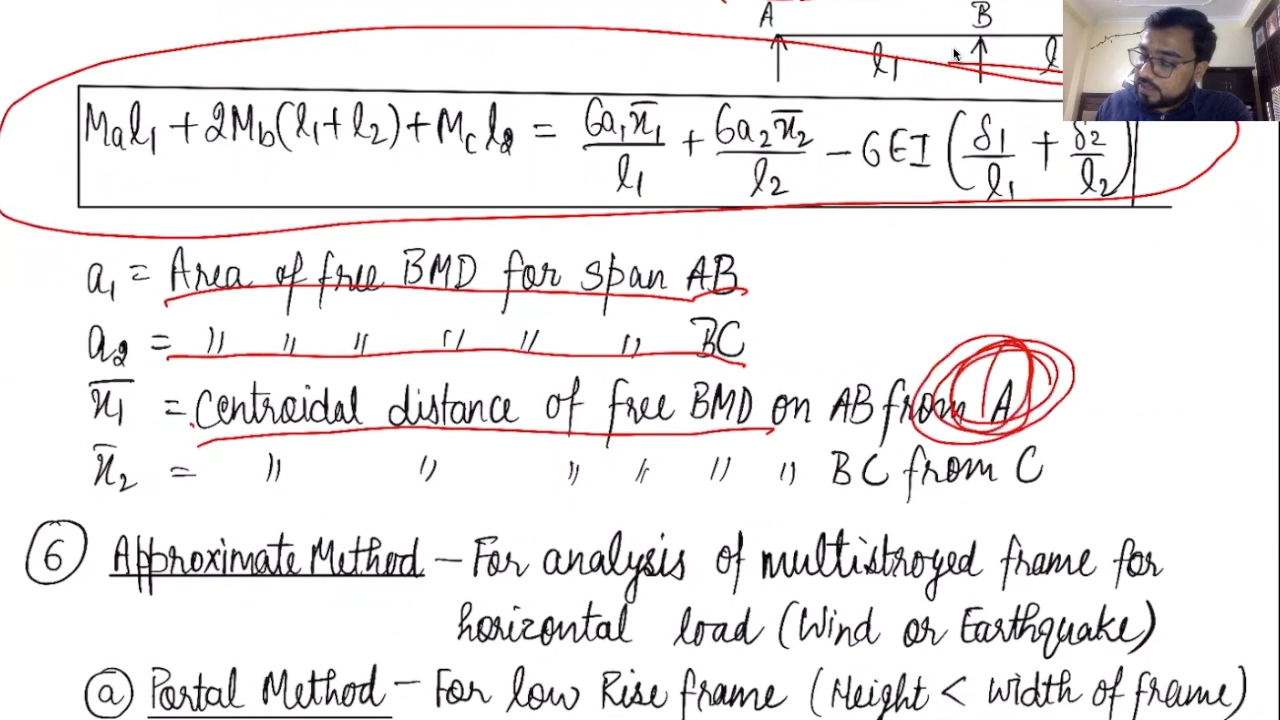 A B
l₁ l
Mal₁ + 2Mb(l₁+l₂) + Mcl₂ = 6a₁x̄₁/l₁ + 6a₂x̄₂/l₂ - 6EI (δ₁/l₁ + δ₂/l₂)
a₁ = Area of free BMD for span AB
a₂ = " " " " " " BC
x̄₁ = Centroidal distance of free BMD on AB from A
x̄₂ = " " " " " " BC from C
⑥ Approximate Method - For analysis of multistroyed frame for
horizontal load (Wind or Earthquake)
ⓐ Portal Method - For low Rise frame (Height < width of frame)